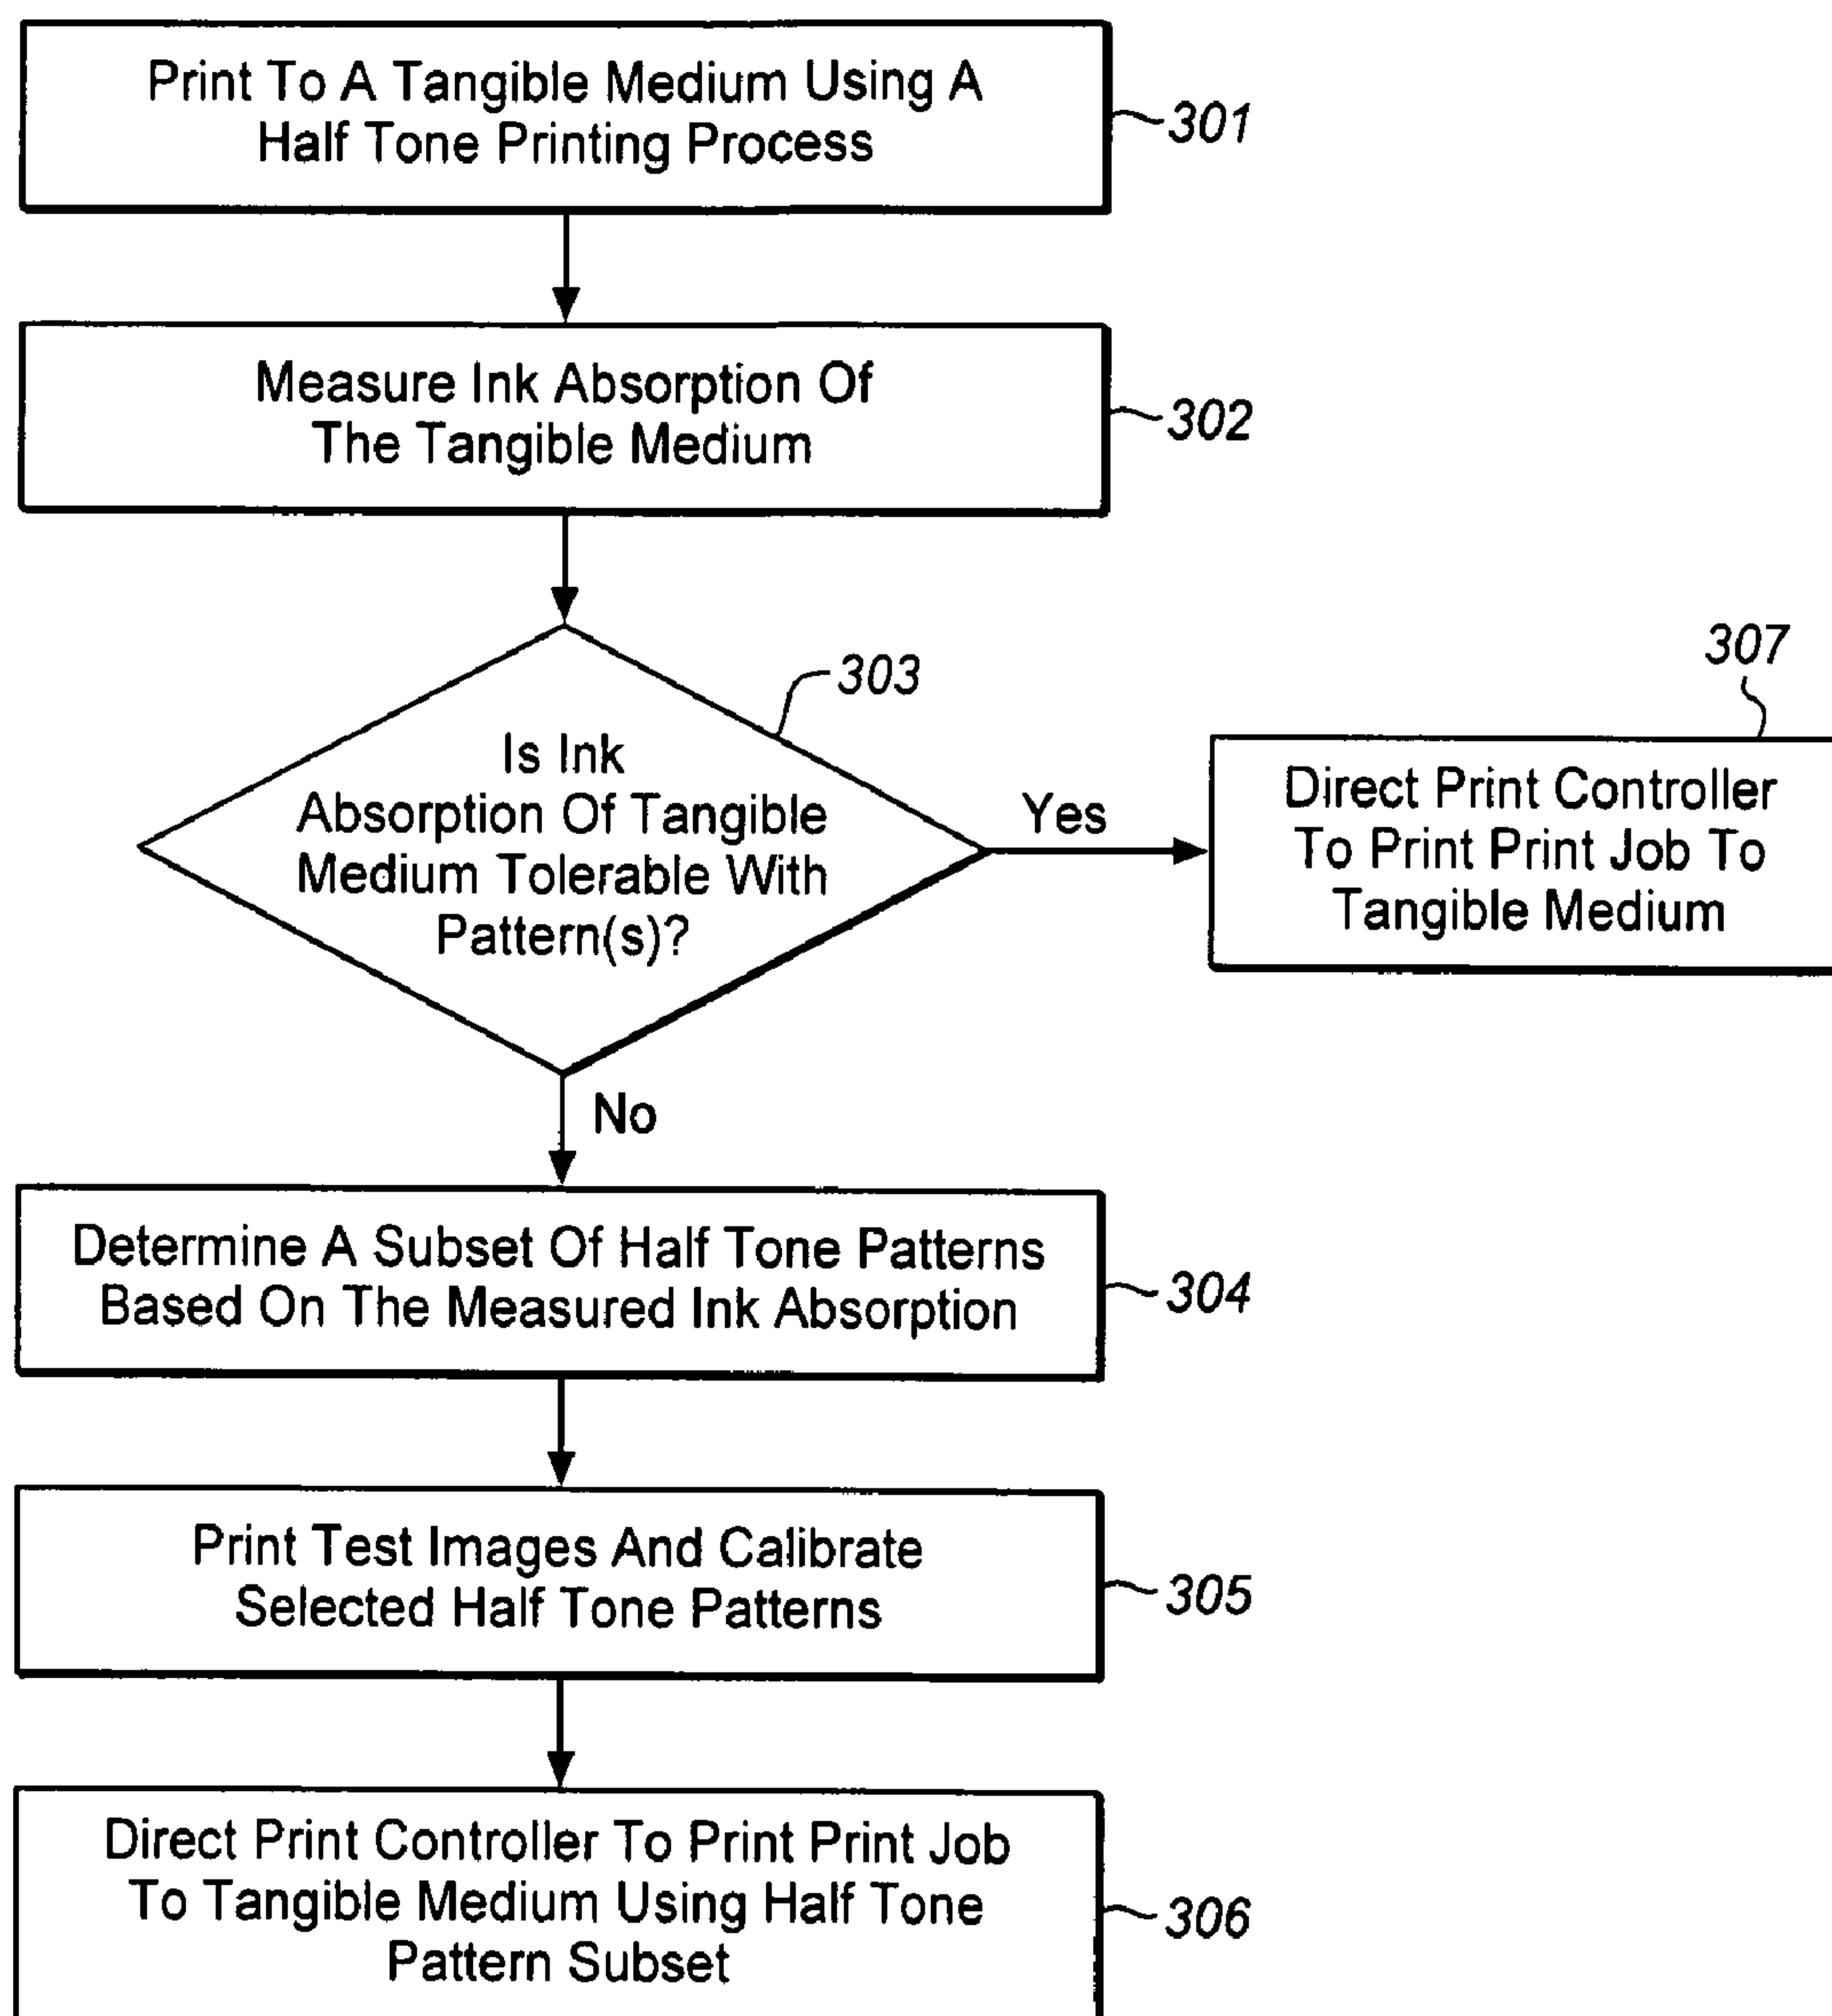 Print To A Tangible Medium Using A
Half Tone Printing Process
301
Measure Ink Absorption Of
The Tangible Medium
302
303
Is Ink
Absorption Of Tangible
Medium Tolerable With
Pattern(s)?
Yes
307
Direct Print Controller
To Print Print Job To
Tangible Medium
No
Determine A Subset Of Half Tone Patterns
Based On The Measured Ink Absorption
304
Print Test Images And Calibrate
Selected Half Tone Patterns
305
Direct Print Controller To Print Print Job
To Tangible Medium Using Half Tone
Pattern Subset
306